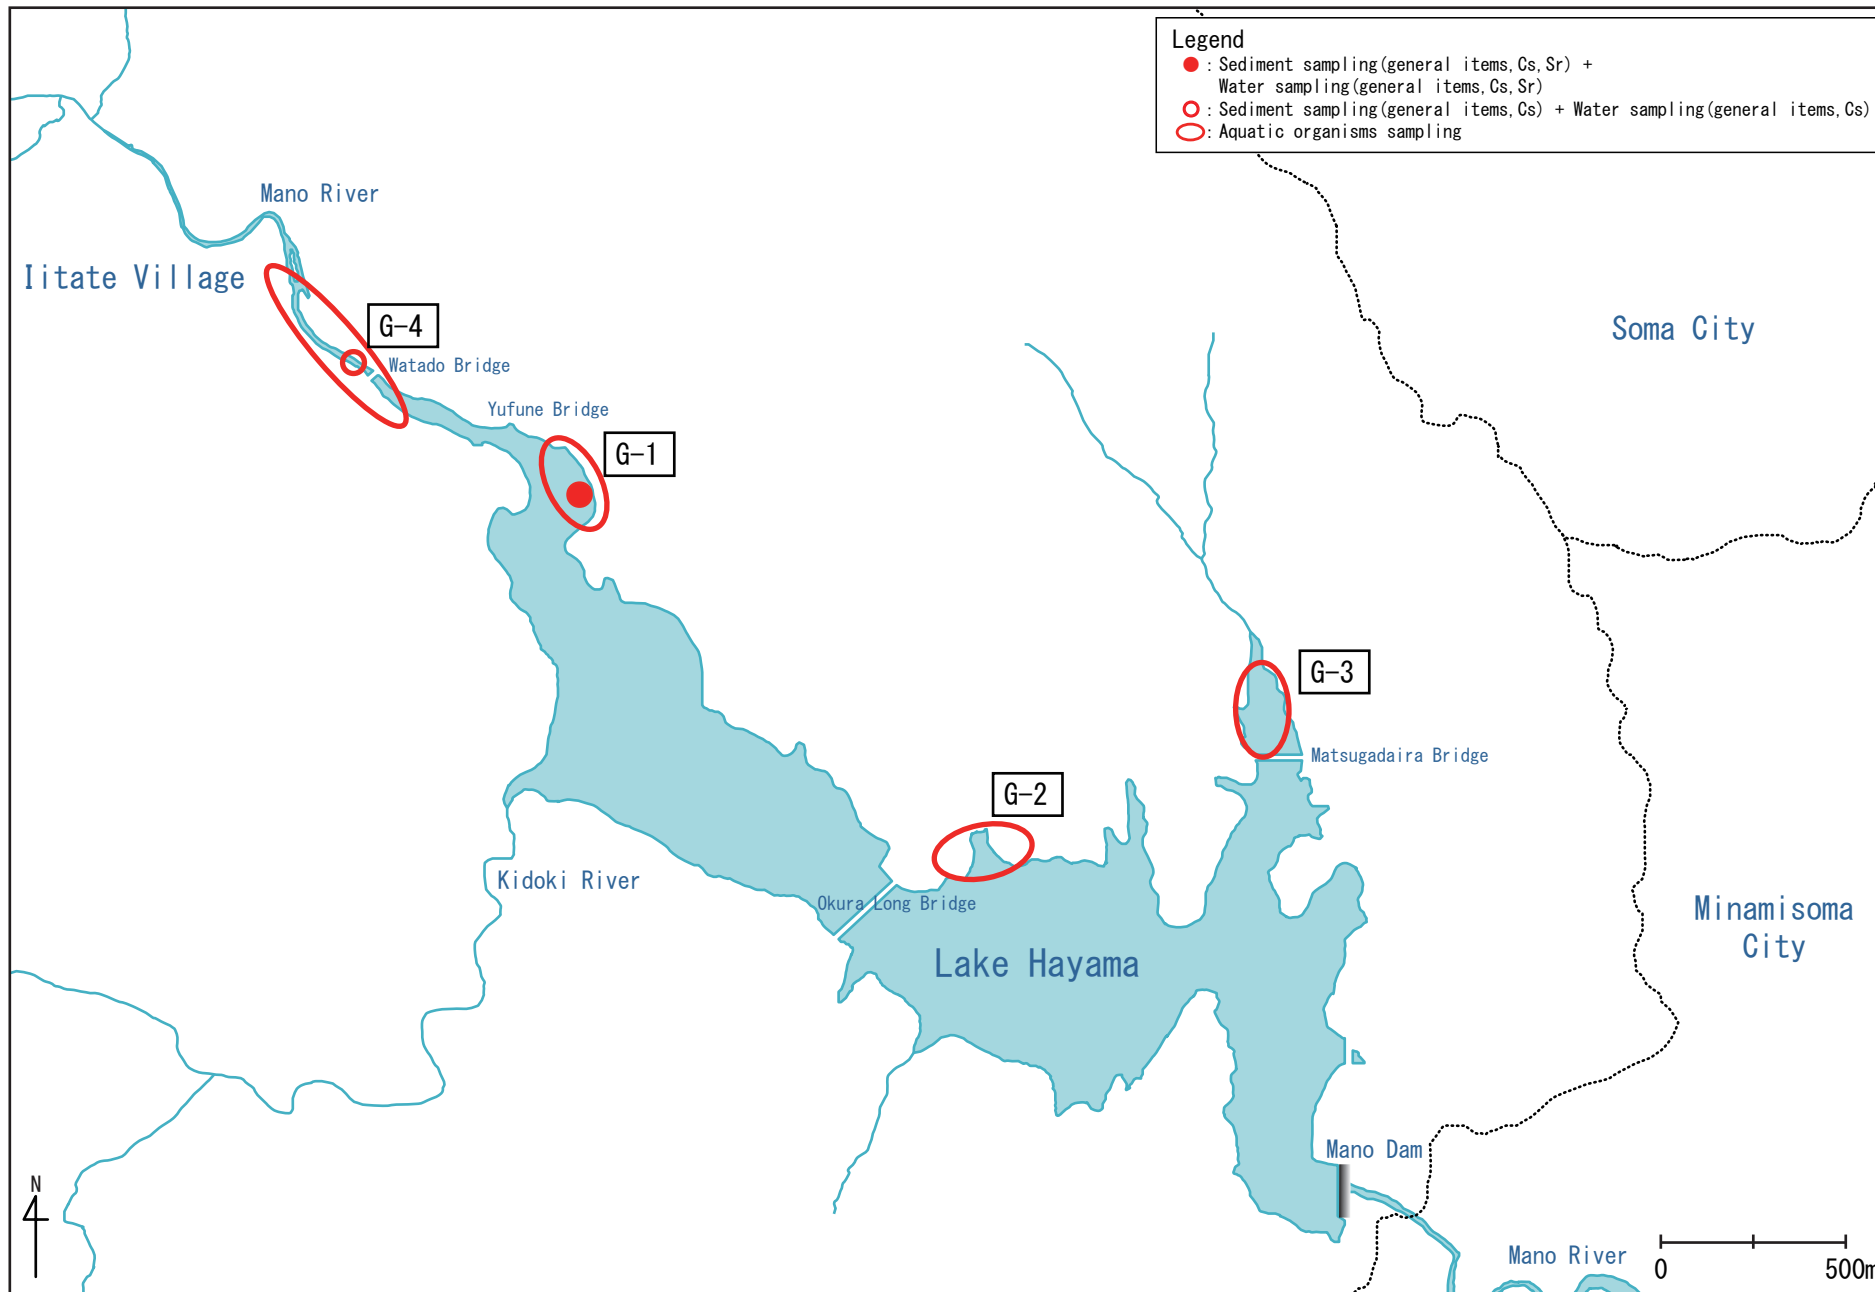 Legend
: Sediment sampling(general items,Cs,Sr) +
Water sampling(general items,Cs,Sr)
: Sediment sampling(general items,Cs) + Water sampling(general items,Cs)
: Aquatic organisms sampling
Mano River
Iitate Village
G-4
Watado Bridge
Soma City
Yufune Bridge
G-1
G-3
Matsugadaira Bridge
G-2
Kidoki River
Okura Long Bridge
Lake Hayama
Minamisoma
City
Mano Dam
N
Mano River
0
500m